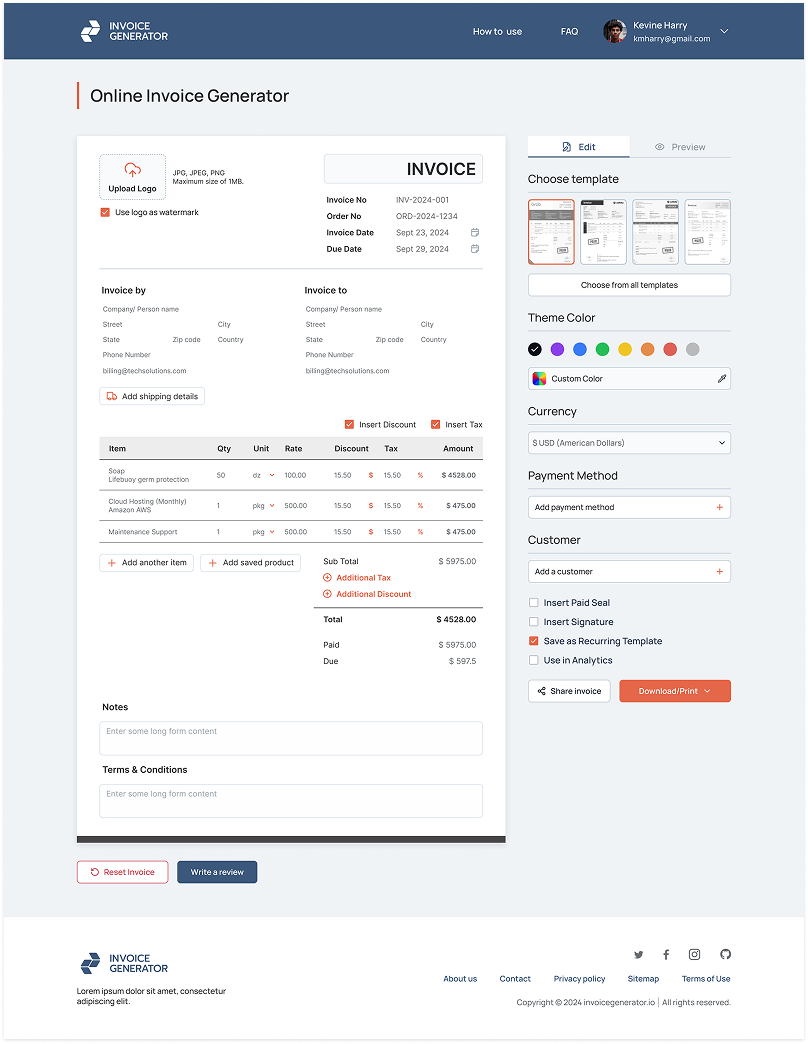 INVOICE
GENERATOR
How to use
FAQ
Kevine Harry
kmharry@gmail.com
Online Invoice Generator
Upload Logo
JPG, JPEG, PNG
Maximum size of 1MB.
Use logo as watermark
INVOICE
Invoice No INV-2024-001
Order No ORD-2024-1234
Invoice Date Sept 23, 2024
Due Date Sept 29, 2024
Invoice by
Company/ Person name
Street City
State Zip code Country
Phone Number
billing@techsolutions.com
Invoice to
Company/ Person name
Street City
State Zip code Country
Phone Number
billing@techsolutions.com
Add shipping details
Insert Discount Insert Tax
Item Qty Unit Rate Discount Tax Amount
Soap
Lifebuoy germ protection
50 dz 100.00 15.50 $ 15.50 % $ 4528.00
Cloud Hosting (Monthly)
Amazon AWS
1 pkg 500.00 15.50 $ 15.50 % $ 475.00
Maintenance Support 1 pkg 500.00 15.50 $ 15.50 % $ 475.00
Add another item
Add saved product
Sub Total $ 5975.00
Additional Tax
Additional Discount
Total $ 4528.00
Paid $ 5975.00
Due $ 597.5
Notes
Enter some long form content
Terms & Conditions
Enter some long form content
Reset Invoice
Write a review
Edit
Preview
Choose template
Choose from all templates
Theme Color
Custom Color
Currency
$ USD (American Dollars)
Payment Method
Add payment method +
Customer
Add a customer +
Insert Paid Seal
Insert Signature
Save as Recurring Template
Use in Analytics
Share invoice
Download/Print
INVOICE
GENERATOR
Lorem ipsum dolor sit amet, consectetur
adipiscing elit.
About us Contact Privacy policy Sitemap Terms of Use
Copyright © 2024 invoicegenerator.io | All rights reserved.